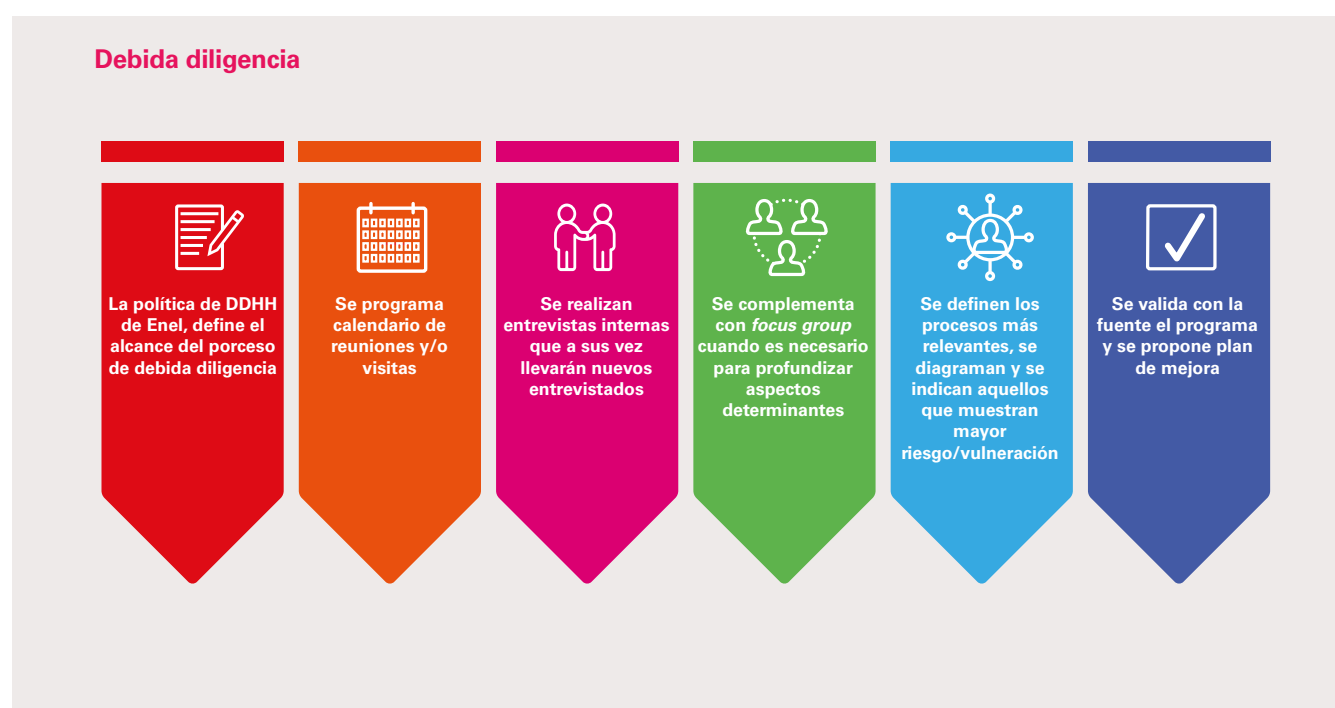 Debida diligencia
La política de DDHH
de Enel, define el
alcance del porceso
de debida diligencia
Se programa
calendario de
reuniones y/o
visitas
Se realizan
entrevistas internas
que a sus vez
llevarán nuevos
entrevistados
Se complementa
con focus group
cuando es necesario
para profundizar
aspectos
determinantes
Se definen los
procesos más
relevantes, se
diagraman y se
indican aquellos
que muestran
mayor
riesgo/vulneración
Se valida con la
fuente el programa
y se propone plan
de mejora